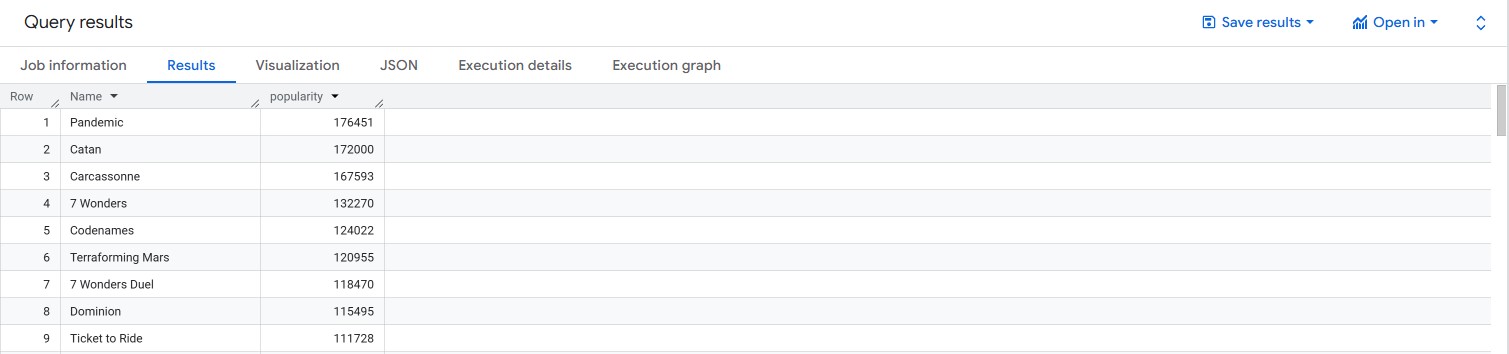 Query results Save results Open in
Job information Results Visualization JSON Execution details Execution graph
Row Name popularity
1 Pandemic 176451
2 Catan 172000
3 Carcassonne 167593
4 7 Wonders 132270
5 Codenames 124022
6 Terraforming Mars 120955
7 7 Wonders Duel 118470
8 Dominion 115495
9 Ticket to Ride 111728